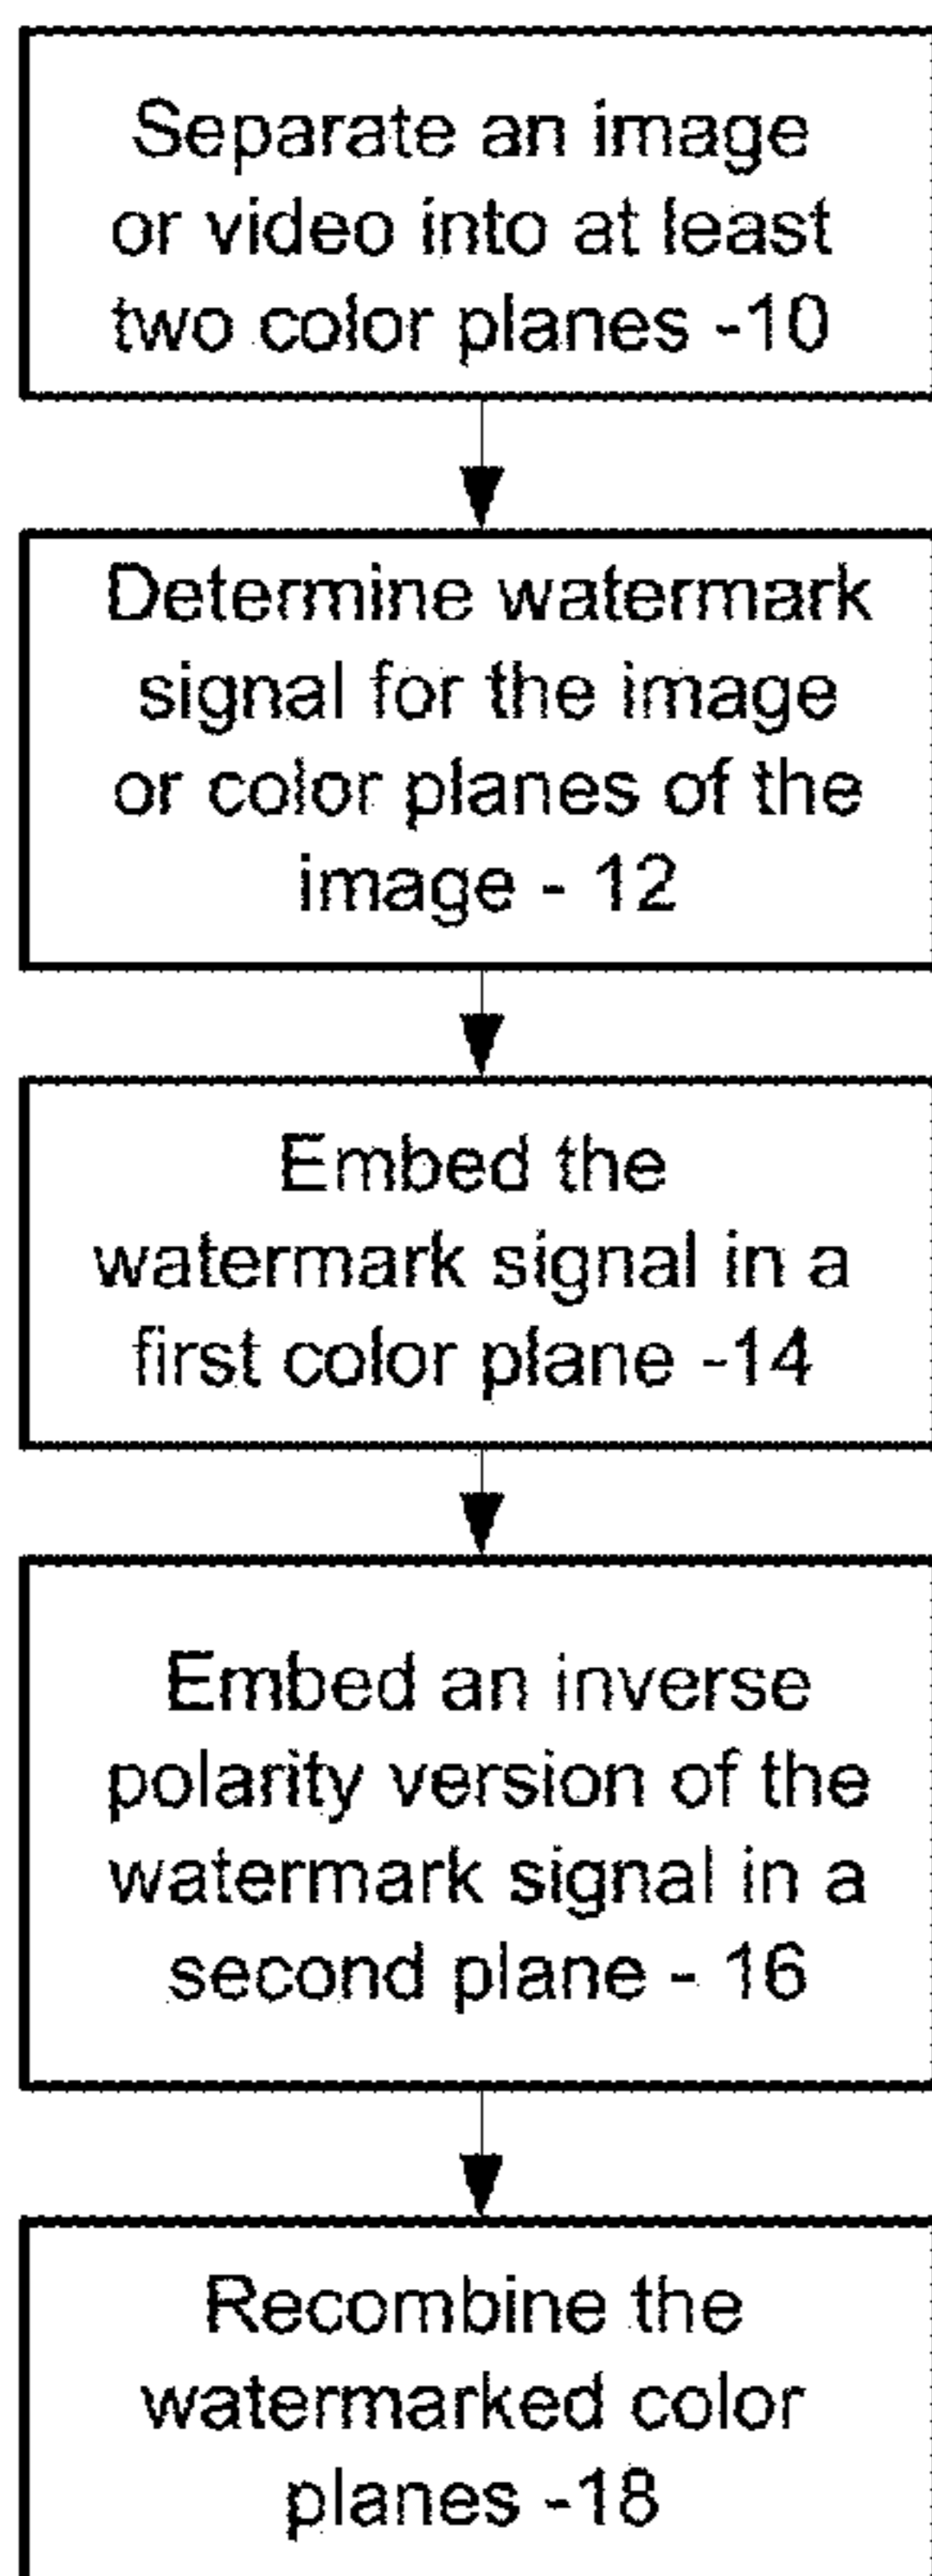 Separate an image
or video into at least
two color planes -10
Determine watermark
signal for the image
or color planes of the
image - 12
Embed the
watermark signal in a
first color plane -14
Embed an inverse
polarity version of the
watermark signal in a
second plane - 16
Recombine the
watermarked color
planes -18